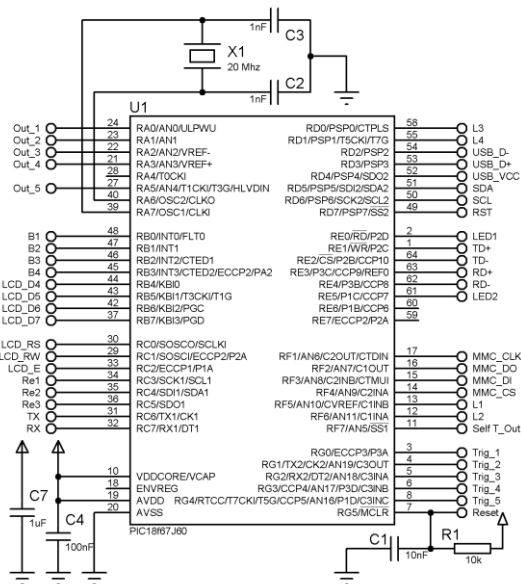 1nF C3
X1
20 Mhz
C2
1nF
U1
Out_1 24 RA0/AN0/ULPWU RD0/PSP0/CTPLS 58 L3
Out_2 23 RA1/AN1 RD1/PSP1/T5CKI/T7G 55 L4
Out_3 22 RA2/AN2/VREF- RD2/PSP2 54 USB_D-
Out_4 21 RA3/AN3/VREF+ RD3/PSP3 53 USB_D+
28 RA4/T0CKI RD4/PSP4/SDO2 52 USB_VCC
Out_5 27 RA5/AN4/T1CKI/T3G/HLVDIN RD5/PSP5/SDI2/SDA2 51 SDA
40 RA6/OSC2/CLKO RD6/PSP6/SCK2/SCL2 50 SCL
39 RA7/OSC1/CLKI RD7/PSP7/SS2 49 RST
B1 48 RB0/INT0/FLT0 RE0/RD/P2D 2 LED1
B2 47 RB1/INT1 RE1/WR/P2C 1 TD+
B3 46 RB2/INT2/CTED1 RE2/CS/P2B/CCP10 64 TD-
B4 45 RB3/INT3/CTED2/ECCP2/PA2 RE3/P3C/CCP9/REF0 63 RD+
LCD_D4 44 RB4/KBI0 RE4/P3B/CCP8 62 RD-
LCD_D5 43 RB5/KBI1/T3CKI/T1G RE5/P1C/CCP7 61 LED2
LCD_D6 42 RB6/KBI2/PGC RE6/P1B/CCP6 60
LCD_D7 37 RB7/KBI3/PGD RE7/ECCP2/P2A 59
LCD_RS 30 RC0/SOSCO/SCLKI
LCD_RW 29 RC1/SOSCI/ECCP2/P2A RF1/AN6/C2OUT/CTDIN 17 MMC_CLK
LCD_E 33 RC2/ECCP1/P1A RF2/AN7/C1OUT 16 MMC_DO
Re1 34 RC3/SCK1/SCL1 RF3/AN8/C2INB/CTMUI 15 MMC_DI
Re2 35 RC4/SDI1/SDA1 RF4/AN9/C2INA 14 MMC_CS
Re3 36 RC5/SDO1 RF5/AN10/CVREF/C1INB 13 L1
TX 31 RC6/TX1/CK1 RF6/AN11/C1INA 12 L2
RX 32 RC7/RX1/DT1 RF7/AN5/SS1 11 Self T_Out
RG0/ECCP3/P3A 3 Trig_1
RG1/TX2/CK2/AN19/C3OUT 4 Trig_2
10 VDDCORE/VCAP RG2/RX2/DT2/AN18/C3INA 5 Trig_3
18 ENVREG RG3/CCP4/AN17/P3D/C3INB 6 Trig_4
19 AVDD RG4/RTCC/T7CKI/T5G/CCP5/AN16/P1D/C3INC 8 Trig_5
20 AVSS RG5/MCLR 7 Reset
PIC18f67J60
C7
1uF
C4
100nF
C1
10nF
R1
10k